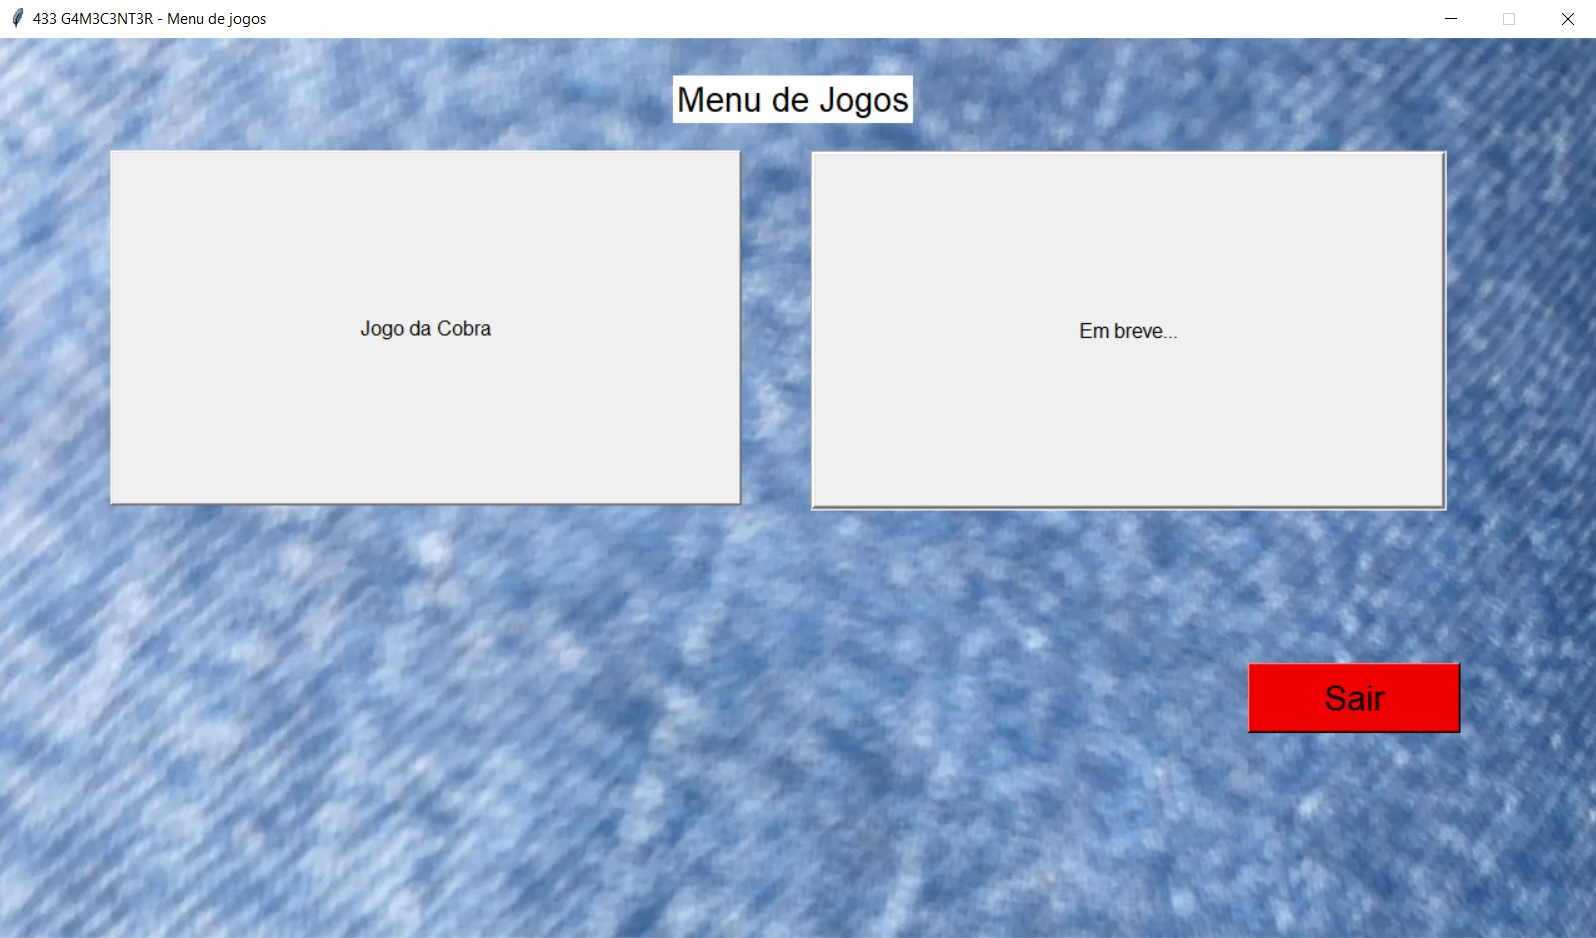 433 G4M3C3NT3R - Menu de jogos
Menu de Jogos
Jogo da Cobra
Em breve...
Sair